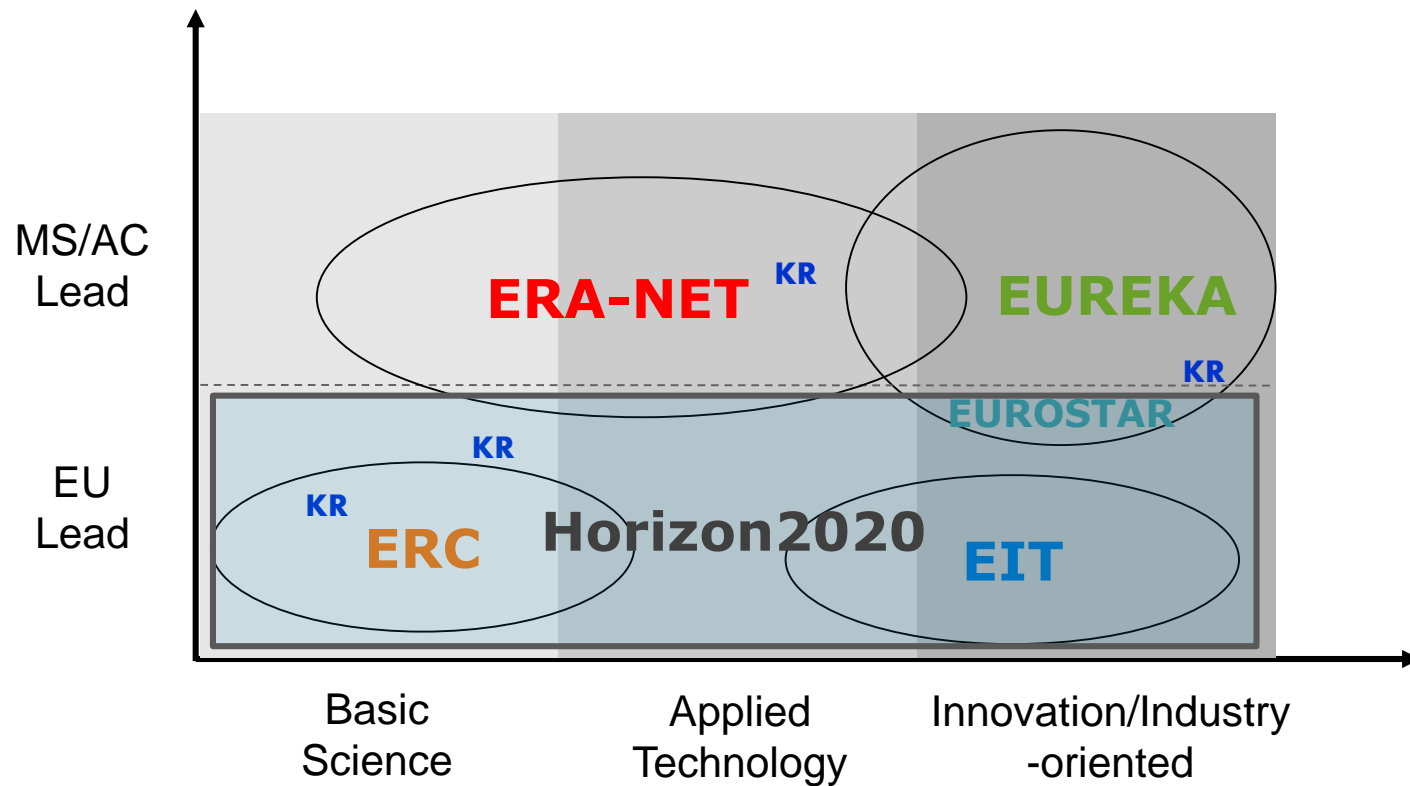 MS/AC
Lead
ERA-NET
KR
EUREKA
KR
EUROSTAR
EU
Lead
KR
KR
ERC
Horizon2020
EIT
Basic
Science
Applied
Technology
Innovation/Industry
-oriented